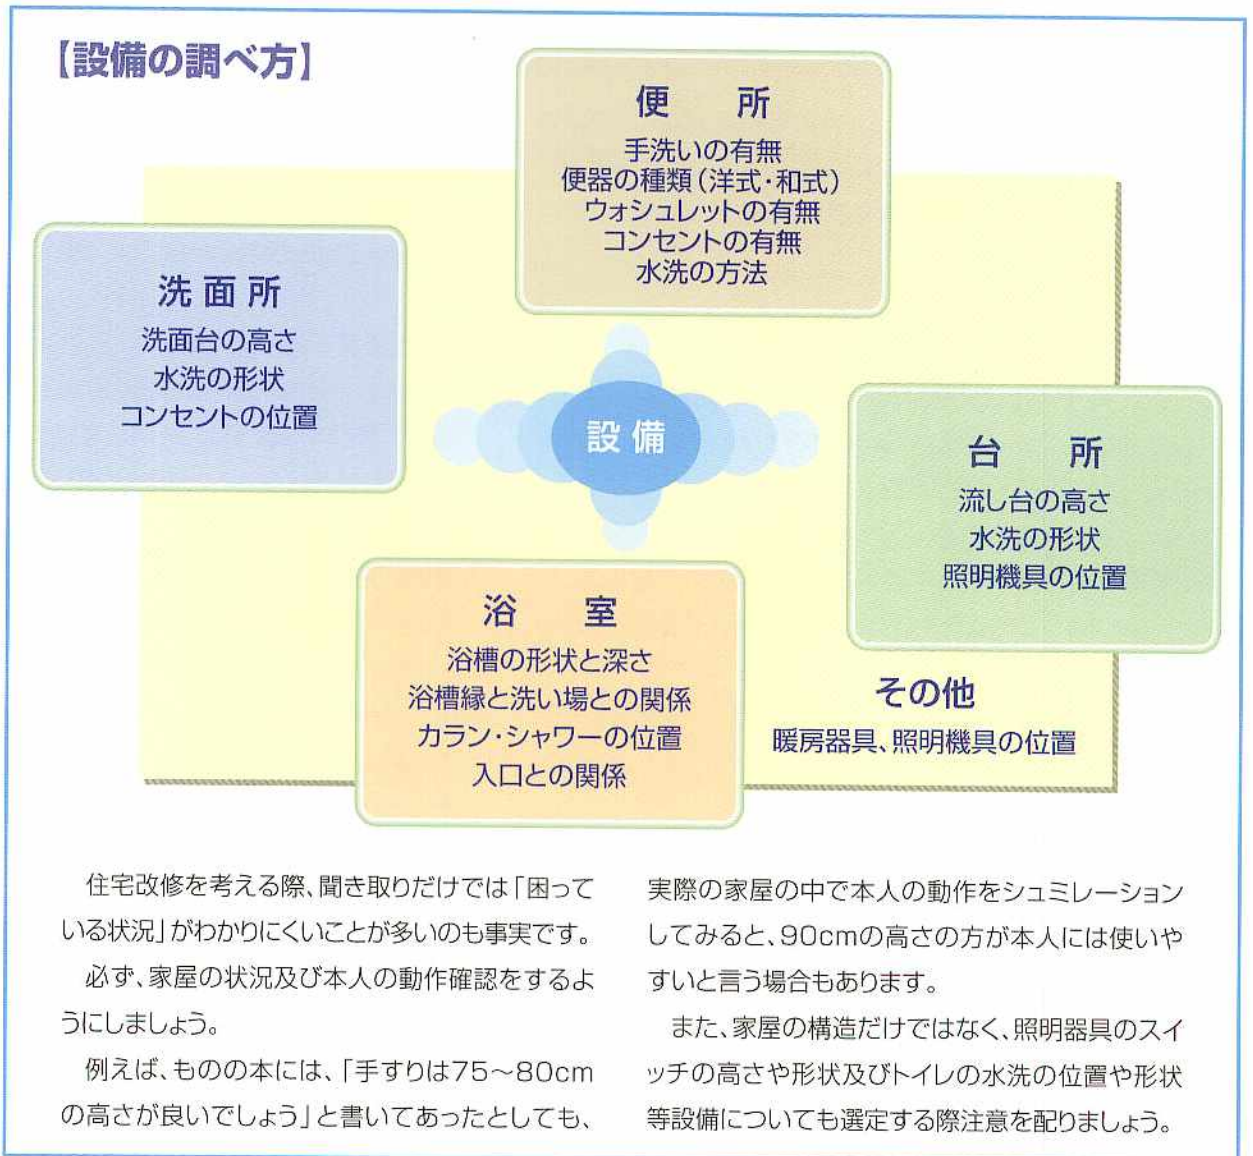 【設備の調べ方】
便 所
手洗いの有無
便器の種類(洋式・和式)
ウォシュレットの有無
コンセントの有無
水洗の方法
洗 面 所
洗面台の高さ
水洗の形状
コンセントの位置
設 備
台 所
流し台の高さ
水洗の形状
照明機具の位置
浴 室
浴槽の形状と深さ
浴槽縁と洗い場との関係
カラン・シャワーの位置
入口との関係
その他
暖房器具、照明機具の位置
住宅改修を考える際、聞き取りだけでは「困って
いる状況」がわかりにくいことが多いのも事実です。
必ず、家屋の状況及び本人の動作確認をするよ
うにしましょう。
例えば、ものの本には、「手すりは75〜80cm
の高さが良いでしょう」と書いてあったとしても、
実際の家屋の中で本人の動作をシュミレーション
してみると、90cmの高さの方が本人には使いや
すいと言う場合もあります。
また、家屋の構造だけではなく、照明器具のスイ
ッチの高さや形状及びトイレの水洗の位置や形状
等設備についても選定する際注意を配りましょう。